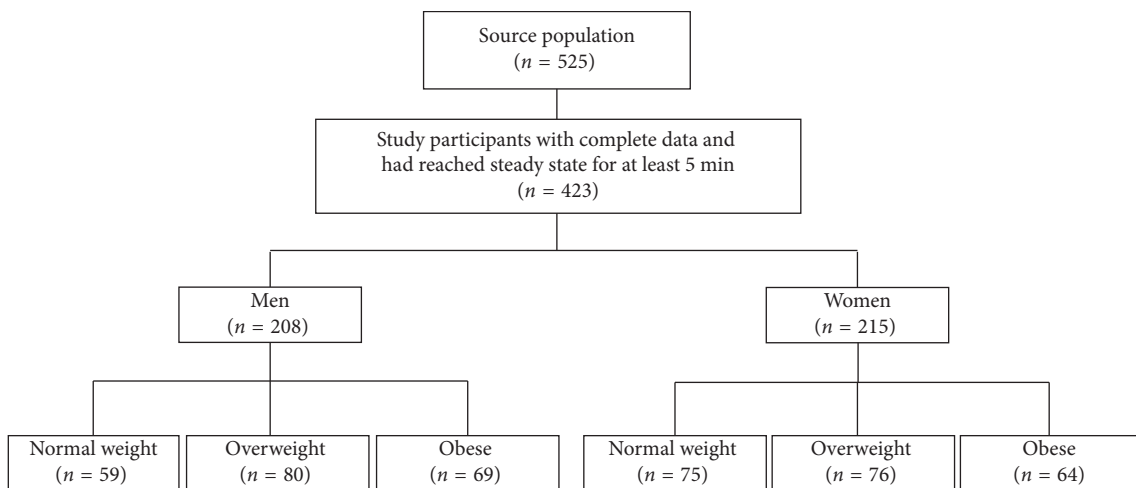 Source population
(n = 525)
Study participants with complete data and
had reached steady state for at least 5 min
(n = 423)
Men
(n = 208)
Women
(n = 215)
Normal weight
(n = 59)
Overweight
(n = 80)
Obese
(n = 69)
Normal weight
(n = 75)
Overweight
(n = 76)
Obese
(n = 64)